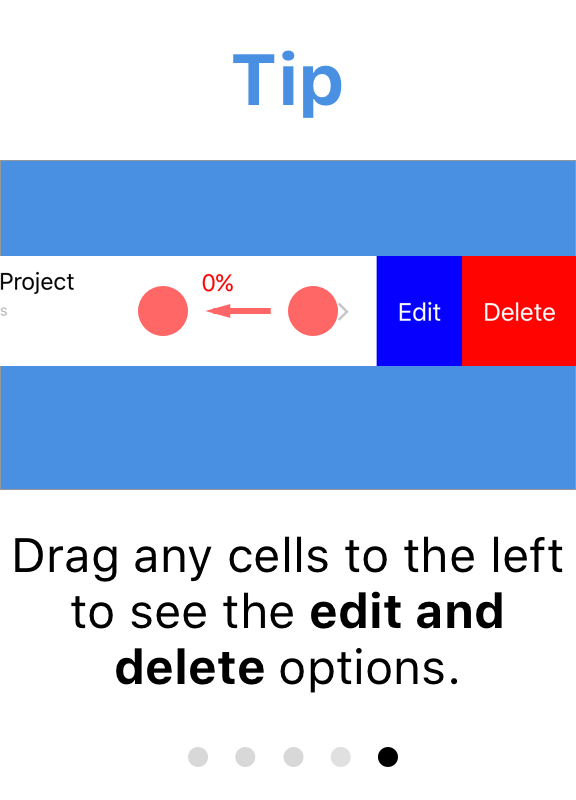 Tip
Project
0%
s
Edit
Delete
Drag any cells to the left
to see the edit and
delete options.